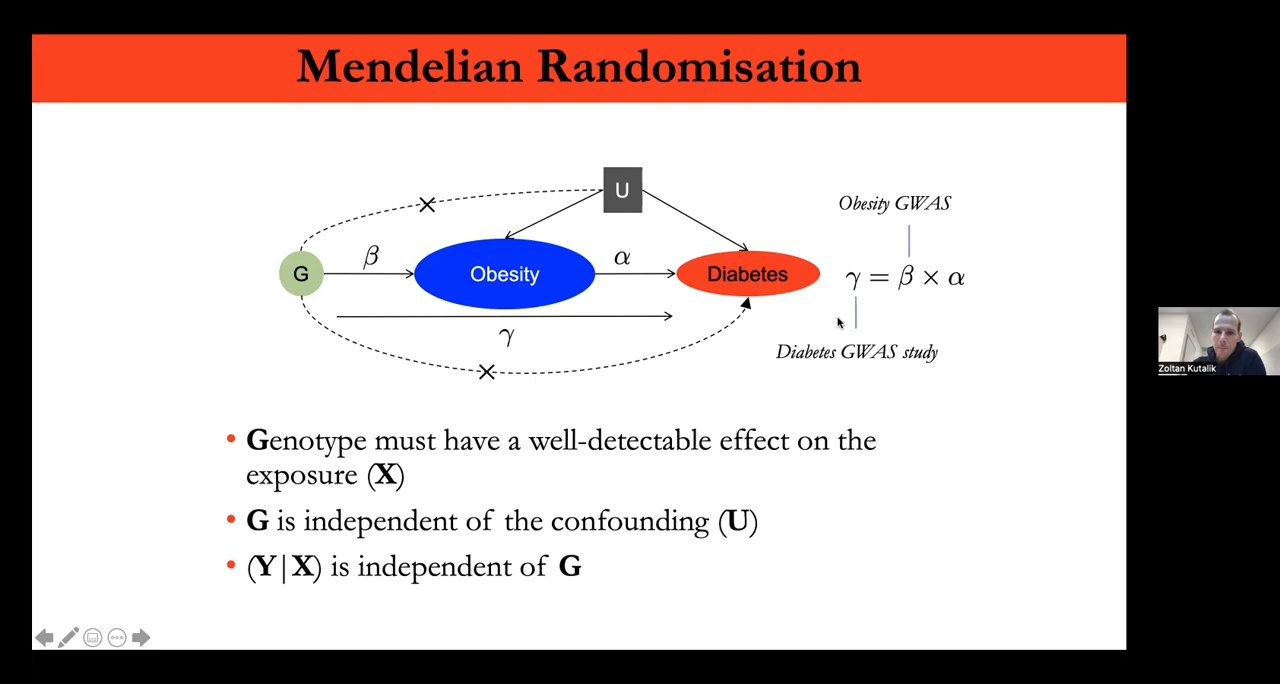 Mendelian Randomisation
U
Obesity GWAS
G
β
Obesity
α
Diabetes
γ = β × α
γ
Diabetes GWAS study
Zoltan Kutalik
• Genotype must have a well-detectable effect on the
exposure (X)
• G is independent of the confounding (U)
• (Y|X) is independent of G